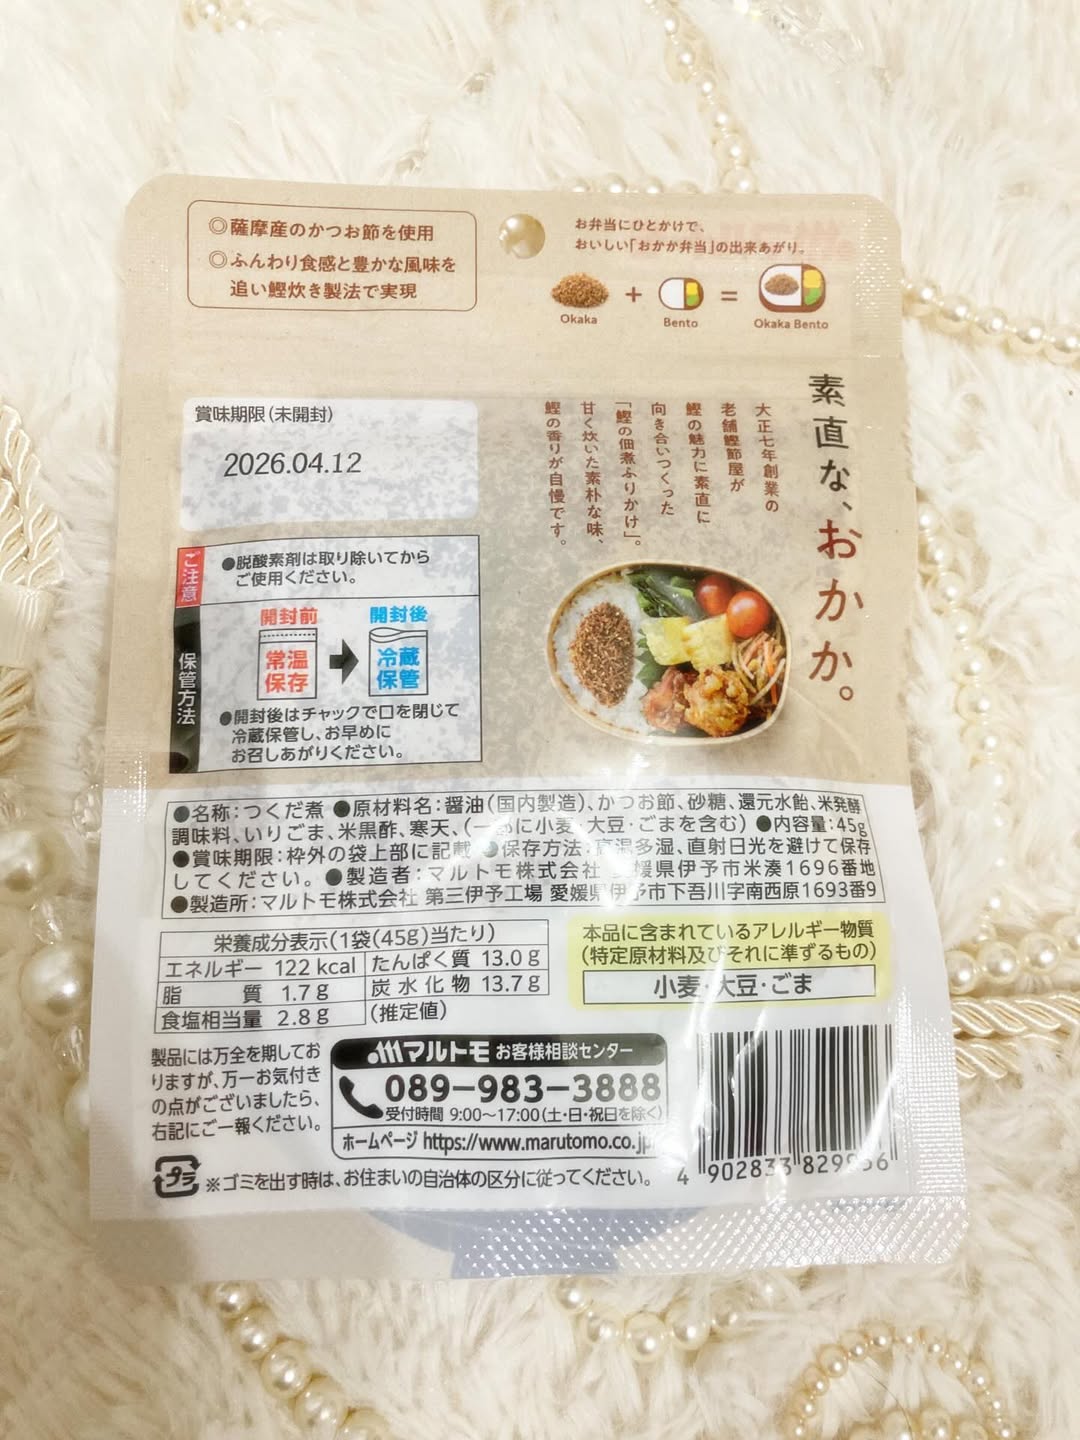 ◎薩摩産のかつお節を使用
◎ふんわり食感と豊かな風味を
追い鰹炊き製法で実現
お弁当にひとかけで、
おいしい「おかか弁当」の出来あがり。
Okaka
+
Bento
=
Okaka Bento
素直な、おかか。
大正七年創業の
老舗鰹節屋が
鰹の魅力に素直に
向き合いつくった
「鰹の佃煮ふりかけ」。
甘く炊いた素朴な味、
鰹の香りが自慢です。
賞味期限(未開封)
2026.04.12
ご注意
●脱酸素剤は取り除いてから
ご使用ください。
保管方法
開封前
常温
保存
開封後
冷蔵
保管
●開封後はチャックで口を閉じて
冷蔵保管し、お早めに
お召しあがりください。
●名称:つくだ煮 ●原材料名:醤油(国内製造)、かつお節、砂糖、還元水飴、米発酵
調味料、いりごま、米黒酢、寒天、(一部に小麦・大豆・ごまを含む) ●内容量:45g
●賞味期限:枠外の袋上部に記載 ●保存方法:高温多湿、直射日光を避けて保存
してください。 ●製造者:マルトモ株式会社 愛媛県伊予市米湊1696番地
●製造所:マルトモ株式会社 第三伊予工場 愛媛県伊予市下吾川字南西原1693番9
栄養成分表示(1袋(45g)当たり)
エネルギー 122 kcal たんぱく質 13.0 g
脂質 1.7 g 炭水化物 13.7 g
食塩相当量 2.8 g (推定値)
本品に含まれているアレルギー物質
(特定原材料及びそれに準ずるもの)
小麦・大豆・ごま
製品には万全を期してお
りますが、万一お気付き
の点がございましたら、
右記にご一報ください。
マルトモ お客様相談センター
089-983-3888
受付時間 9:00～17:00(土・日・祝日を除く)
ホームページ https://www.marutomo.co.jp
プラ
※ゴミを出す時は、お住まいの自治体の区分に従ってください。
4 902833 829956